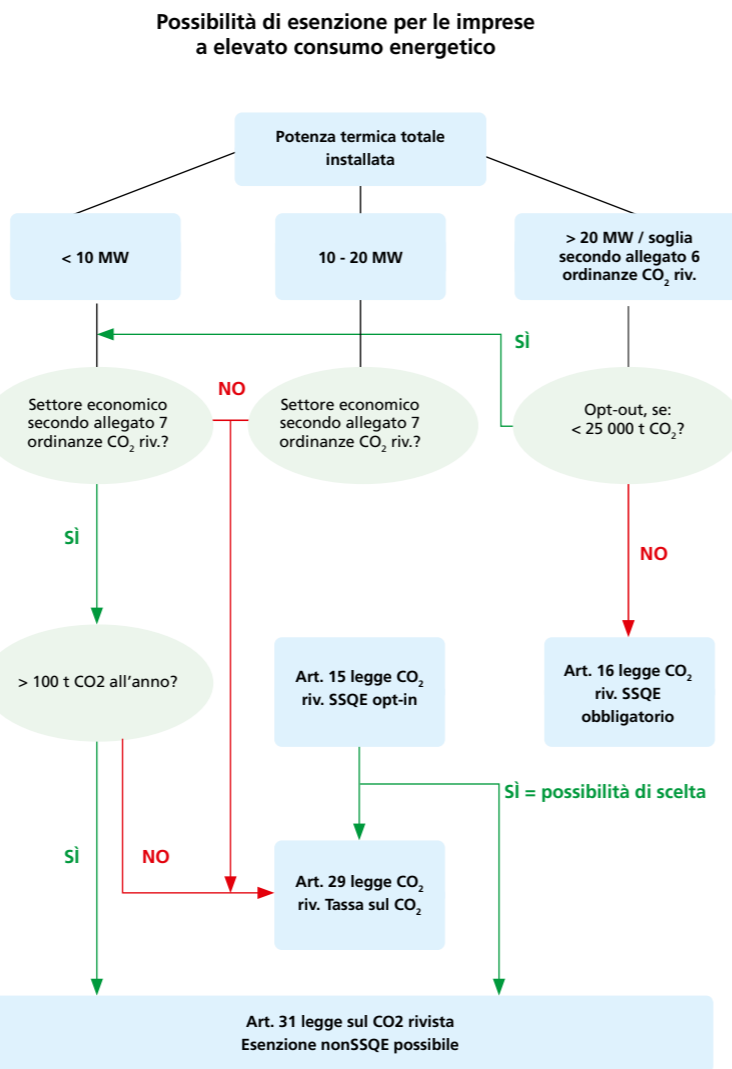 Possibilità di esenzione per le imprese
a elevato consumo energetico
Potenza termica totale
installata
< 10 MW
10 - 20 MW
> 20 MW / soglia
secondo allegato 6
ordinanze CO₂ riv.
SÌ
Settore economico
secondo allegato 7
ordinanze CO₂ riv.?
NO
Settore economico
secondo allegato 7
ordinanze CO₂ riv.?
Opt-out, se:
< 25 000 t CO₂?
SÌ
NO
> 100 t CO2 all'anno?
Art. 15 legge CO₂
riv. SSQE opt-in
Art. 16 legge CO₂
riv. SSQE
obbligatorio
SÌ = possibilità di scelta
SÌ
NO
Art. 29 legge CO₂
riv. Tassa sul CO₂
Art. 31 legge sul CO2 rivista
Esenzione nonSSQE possibile